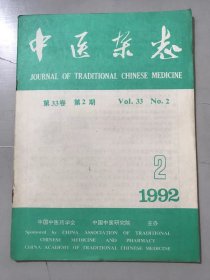 中医杂志
JOURNAL OF TRADITIONAL CHINESE MEDICINE
第33卷 第2期 Vol. 33 No. 2
2
1992
中国中医药学会 中国中医研究院 主办
Sponsored by CHINA ASSOCIATION OF TRADITIONAL
CHINESE MEDICINE AND PHARMACY
CHINA ACADEMY OF TRADITIONAL CHINESE MEDICINE